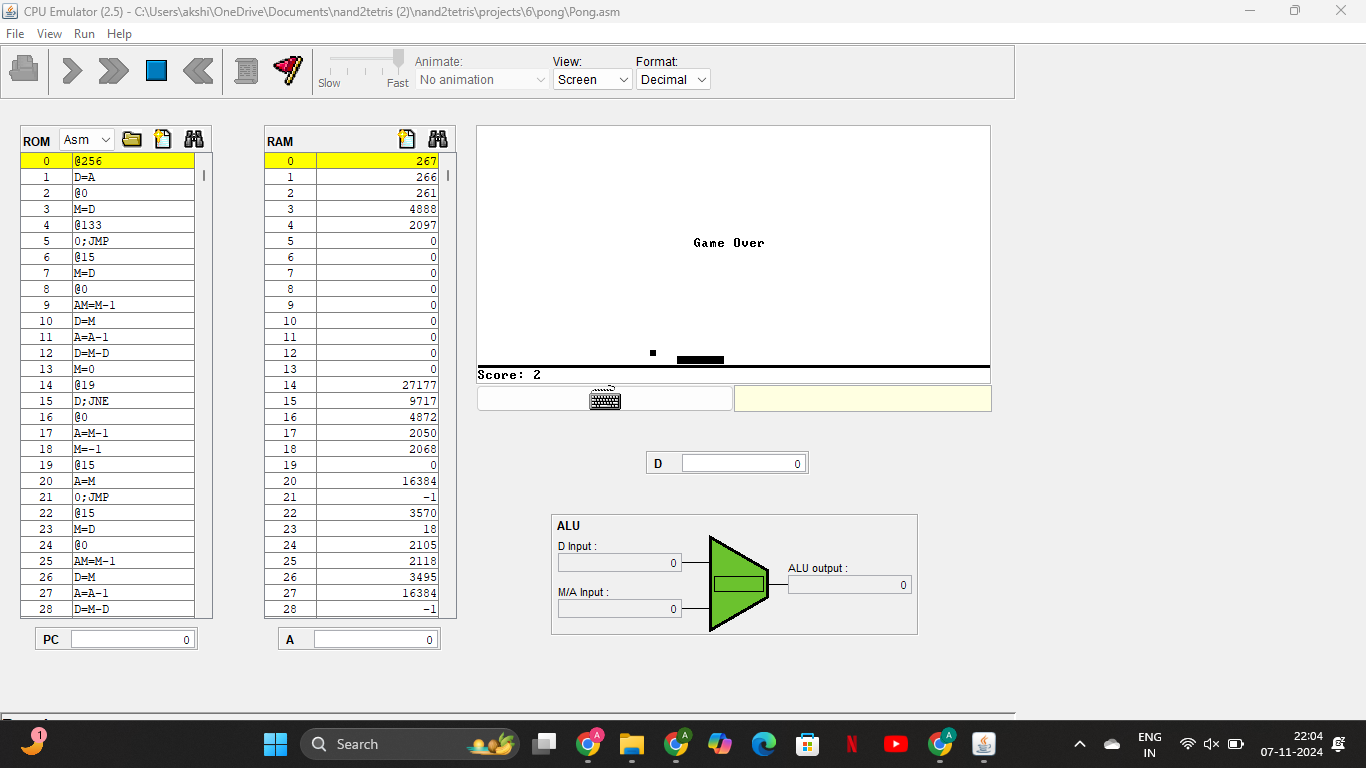 CPU Emulator (2.5) - C:\Users\akshi\OneDrive\Documents\nand2tetris (2)\nand2tetris\projects\6\pong\Pong.asm
File View Run Help
Animate: View: Format:
Slow Fast No animation Screen Decimal
ROM Asm RAM
0 @256 0 267
1 D=A 1 266
2 @0 2 261
3 M=D 3 4888
4 @133 4 2097
5 0;JMP 5 0
6 @15 6 0
7 M=D 7 0
8 @0 8 0
9 AM=M-1 9 0
10 D=M 10 0
11 A=A-1 11 0
12 D=M-D 12 0
13 M=0 13 0
14 @19 14 27177
15 D;JNE 15 9717
16 @0 16 4872
17 A=M-1 17 2050
18 M=-1 18 2068
19 @15 19 0
20 A=M 20 16384
21 0;JMP 21 -1
22 @15 22 3570
23 M=D 23 18
24 @0 24 2105
25 AM=M-1 25 2118
26 D=M 26 3495
27 A=A-1 27 16384
28 D=M-D 28 -1
PC 0 A 0
Game Over
Score: 2
D 0
ALU
D Input : 0
M/A Input : 0
ALU output : 0
1
Search
A A A
N
ENG
IN
22:04
07-11-2024